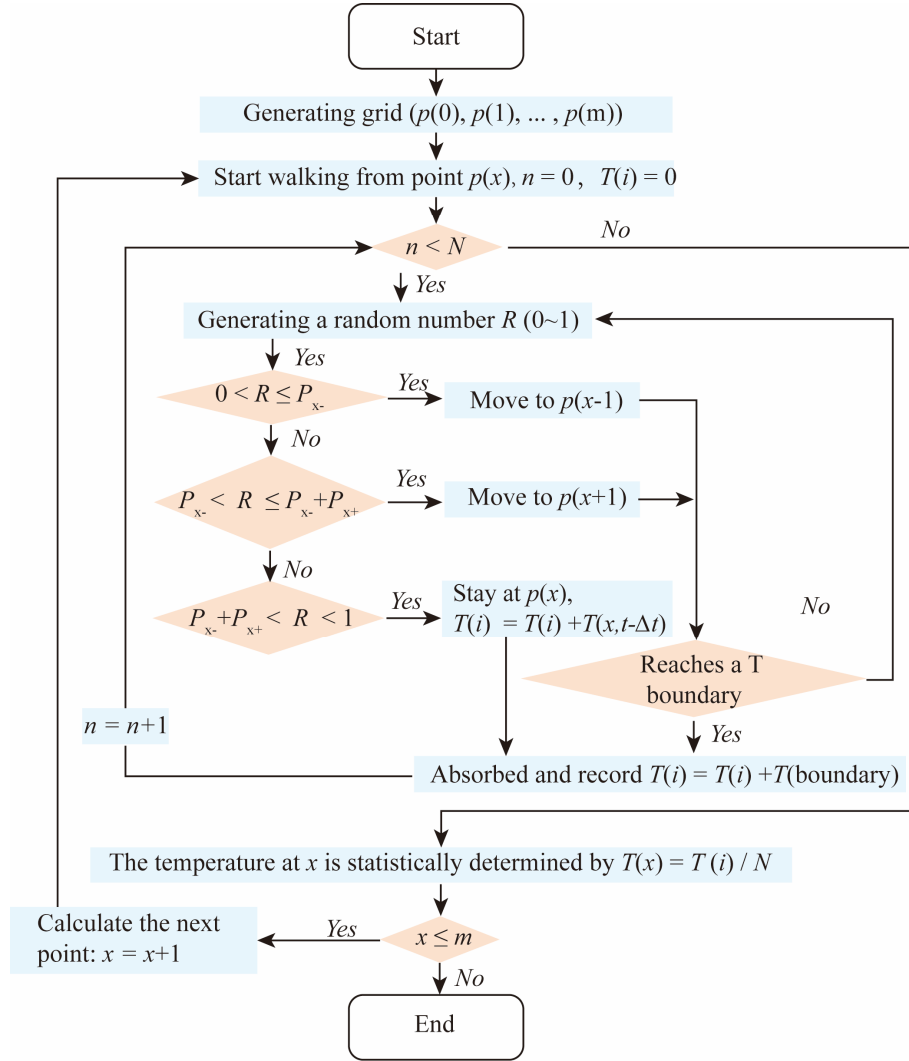 Start
Generating grid (p(0), p(1), ... , p(m))
Start walking from point p(x), n = 0 ,  T(i) = 0
n < N
No
Yes
Generating a random number R (0~1)
Yes
0 < R ≤ Px-
Yes
Move to p(x-1)
No
Px- < R ≤ Px-+Px+
Yes
Move to p(x+1)
No
Px-+Px+ < R < 1
Yes
Stay at p(x),
T(i) = T(i) +T(x,t-Δt)
No
Reaches a T
boundary
Yes
n = n+1
Absorbed and record T(i) = T(i) +T(boundary)
The temperature at x is statistically determined by T(x) = T (i) / N
Calculate the next
point: x = x+1
Yes
x ≤ m
No
End